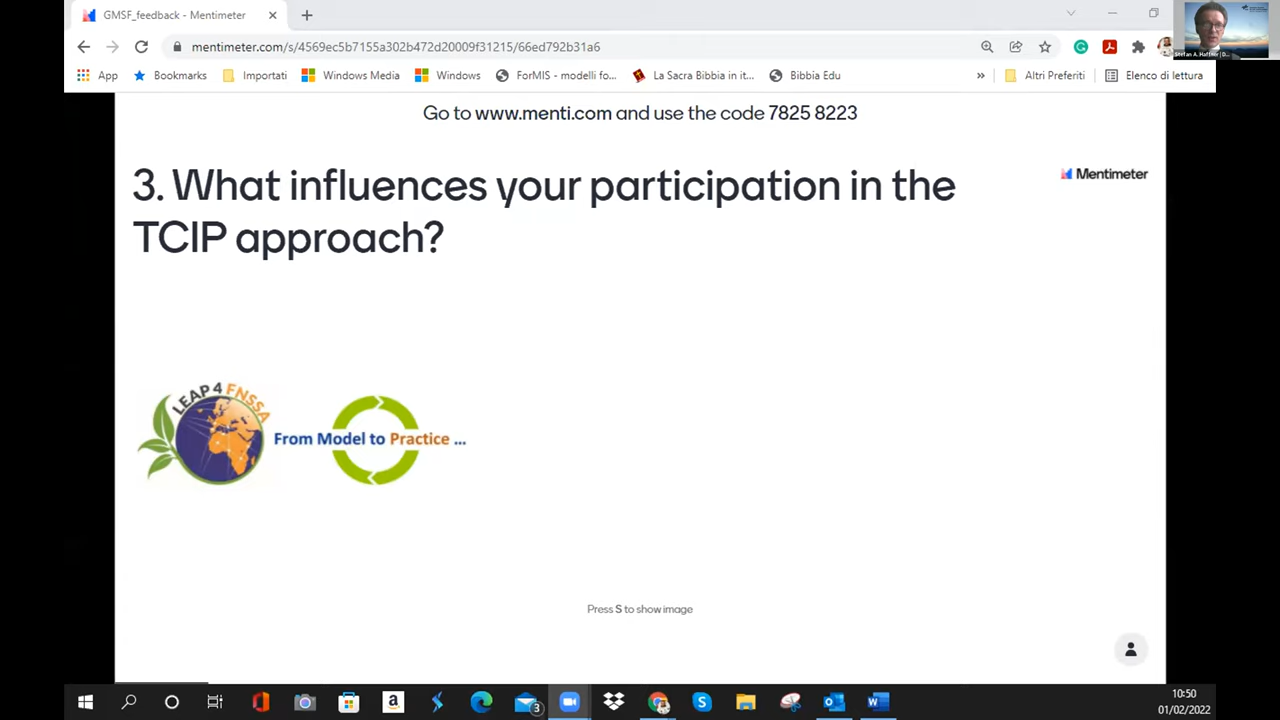 GMSF_feedback - Mentimeter
mentimeter.com/s/4569ec5b7155a302b472d20009f31215/66ed792b31a6
App Bookmarks Importati Windows Media Windows ForMIS - modelli fo... La Sacra Bibbia in it... Bibbia Edu » Altri Preferiti Elenco di lettura
Go to www.menti.com and use the code 7825 8223
3. What influences your participation in the
TCIP approach?
Mentimeter
LEAP4FNSSA
From Model to Practice ...
Press S to show image
3
10:50
01/02/2022